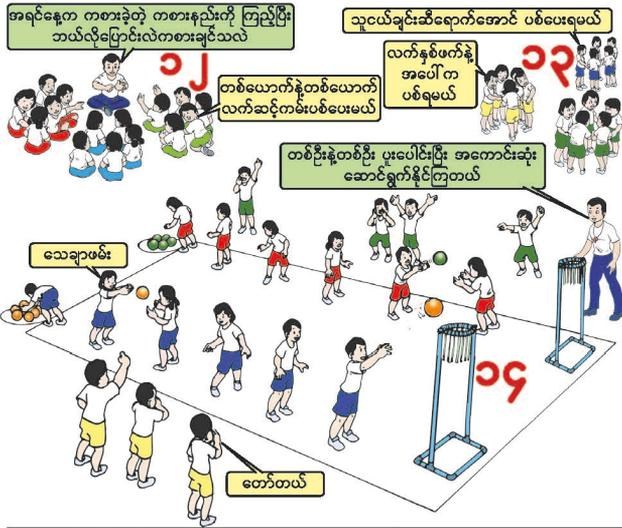 အရင်နေ့က ကစားခဲ့တဲ့ ကစားနည်းကို ကြည့်ပြီး
ဘယ်လိုပြောင်းလဲကစားချင်သလဲ
၁၂
တစ်ယောက်နဲ့တစ်ယောက်
လက်ဆင့်ကမ်းပစ်ပေးမယ်
သူငယ်ချင်းဆီရောက်အောင် ပစ်ပေးရမယ်
လက်နှစ်ဖက်နဲ့
အပေါ်က
ပစ်ရမယ်
၁၃
တစ်ဦးနဲ့တစ်ဦး ပူးပေါင်းပြီး အကောင်းဆုံး
ဆောင်ရွက်နိုင်ကြတယ်
သေချာဖမ်း
၁၄
တော်တယ်